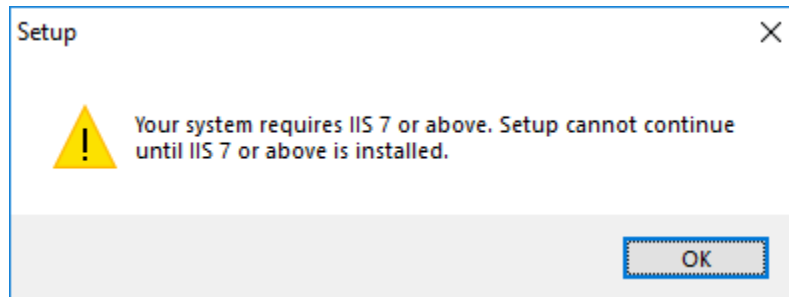 Setup
Your system requires IIS 7 or above. Setup cannot continue
until IIS 7 or above is installed.
OK